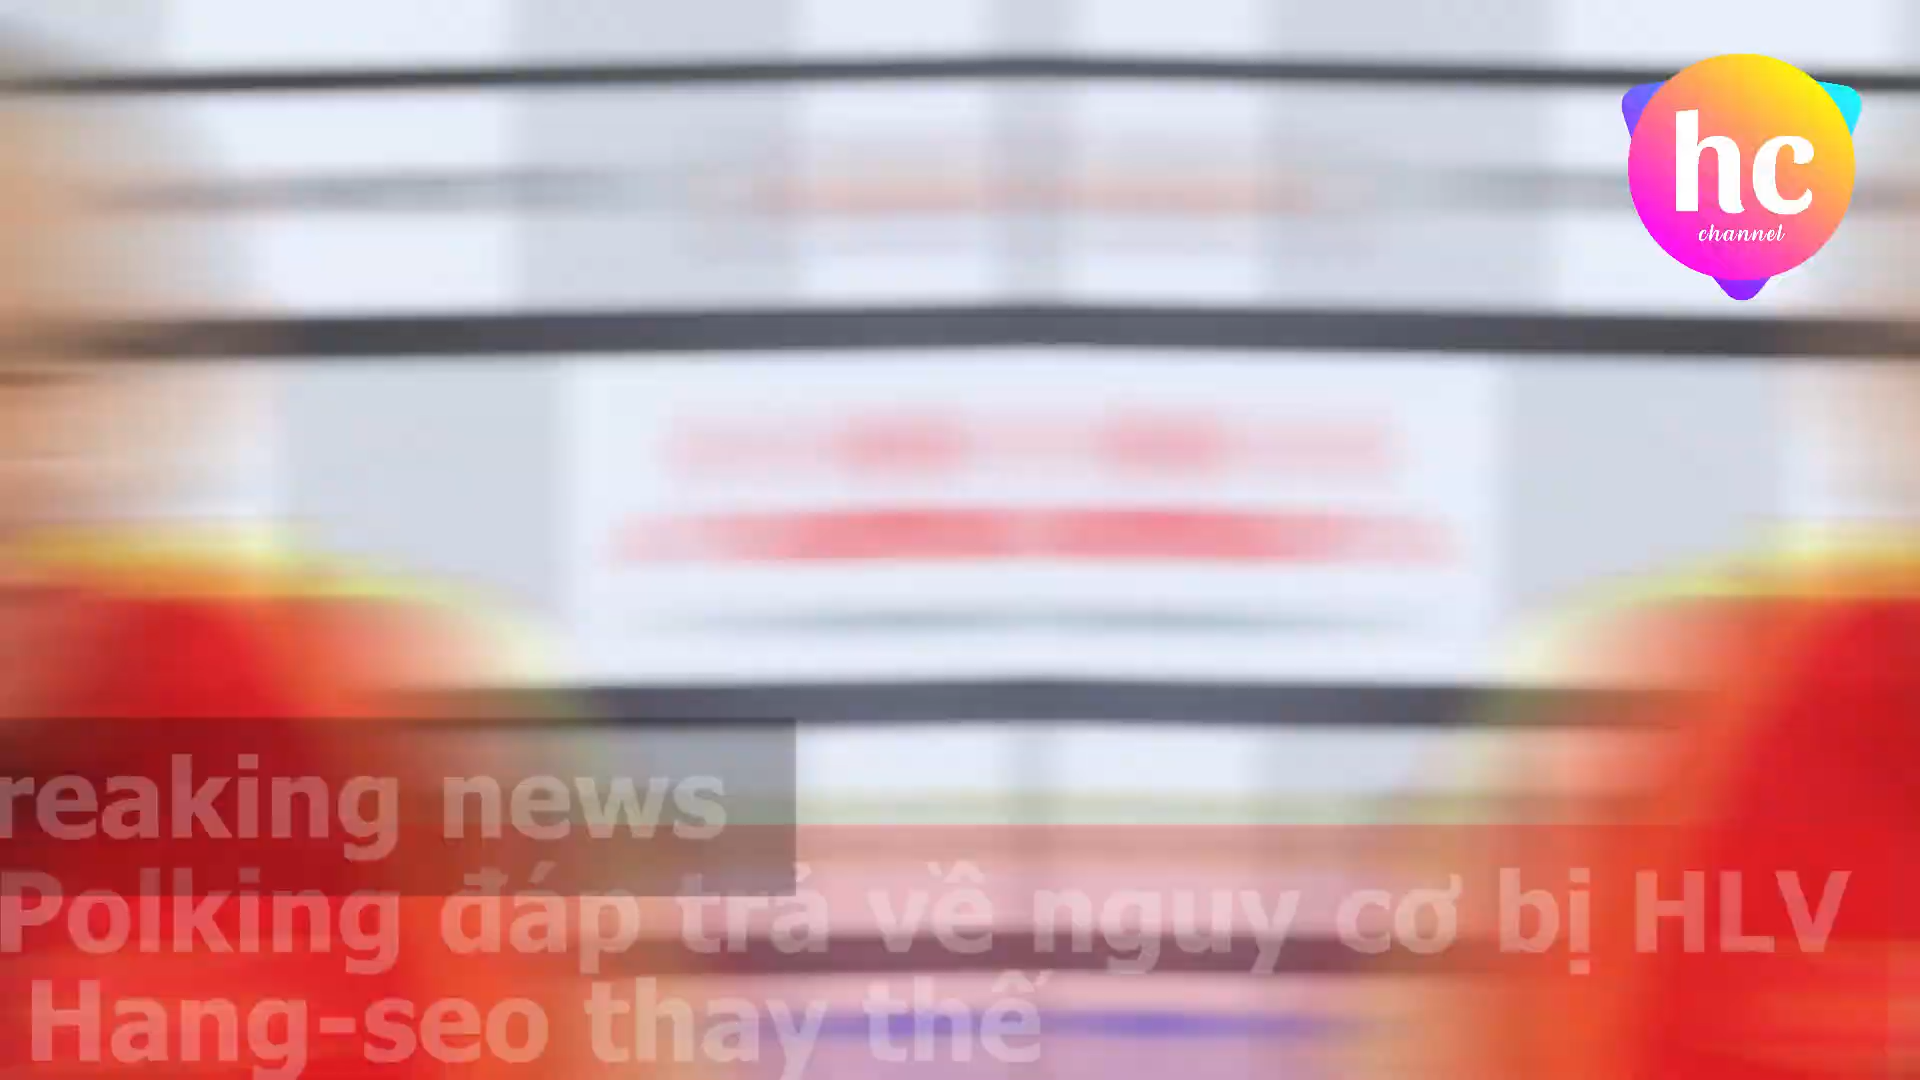 hc
channel
reaking news
Polking đáp trả về nguy cơ bị HLV
Hang-seo thay thế